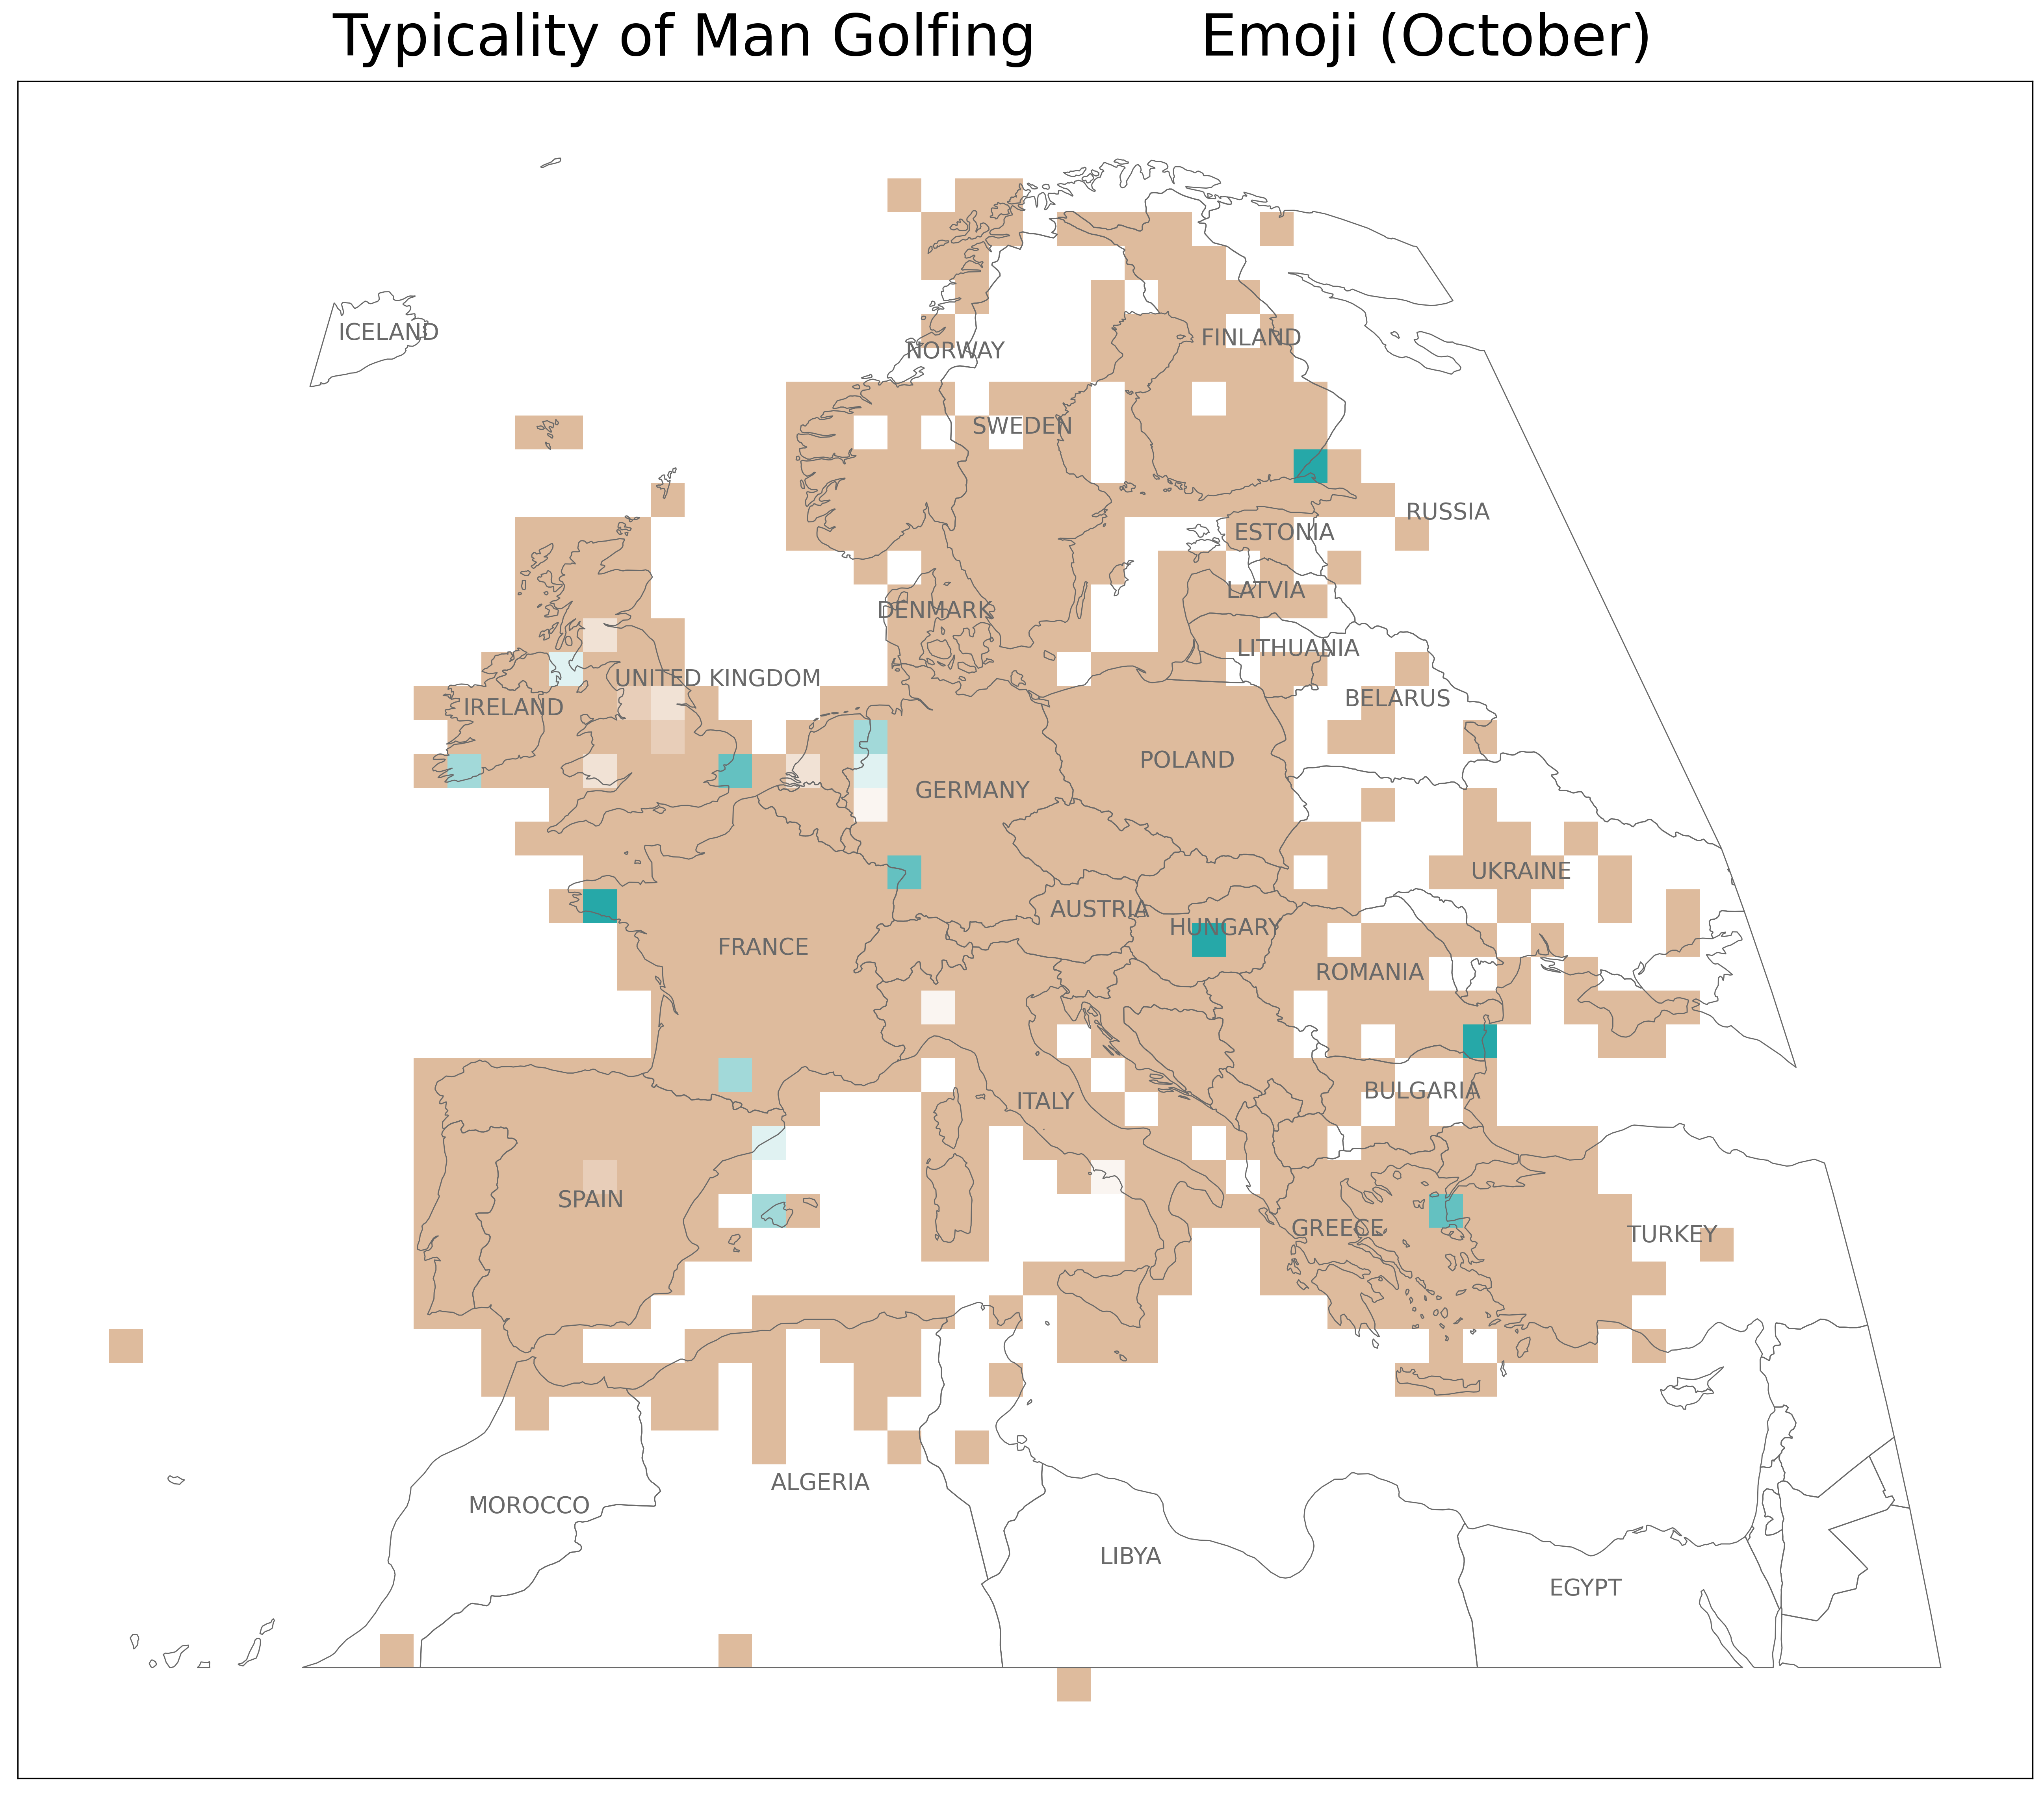 Typicality of Man Golfing Emoji (October)
ICELAND
NORWAY
FINLAND
SWEDEN
RUSSIA
ESTONIA
LATVIA
DENMARK
LITHUANIA
UNITED KINGDOM
BELARUS
IRELAND
POLAND
GERMANY
UKRAINE
AUSTRIA
HUNGARY
FRANCE
ROMANIA
BULGARIA
ITALY
SPAIN
GREECE
TURKEY
ALGERIA
MOROCCO
LIBYA
EGYPT